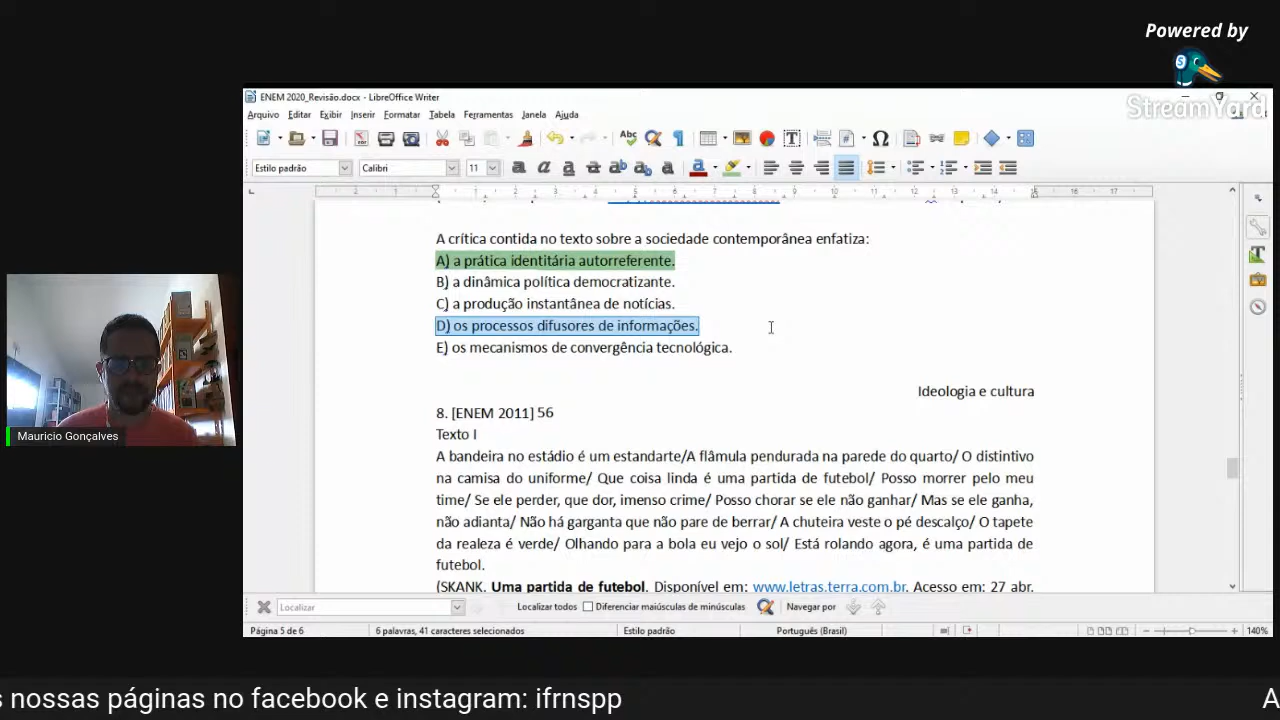 Powered by
StreamYard
ENEM 2020_Revisão.docx - LibreOffice Writer
Arquivo Editar Exibir Inserir Formatar Tabela Estilos Ferramentas Janela Ajuda
Estilo padrão Calibri 11
A crítica contida no texto sobre a sociedade contemporânea enfatiza:
A) a prática identitária autorreferente.
B) a dinâmica política democratizante.
C) a produção instantânea de notícias.
D) os processos difusores de informações.
E) os mecanismos de convergência tecnológica.
Ideologia e cultura
8. [ENEM 2011] 56
Texto I
A bandeira no estádio é um estandarte/A flâmula pendurada na parede do quarto/ O distintivo
na camisa do uniforme/ Que coisa linda é uma partida de futebol/ Posso morrer pelo meu
time/ Se ele perder, que dor, imenso crime/ Posso chorar se ele não ganhar/ Mas se ele ganha,
não adianta/ Não há garganta que não pare de berrar/ A chuteira veste o pé descalço/ O tapete
da realeza é verde/ Olhando para a bola eu vejo o sol/ Está rolando agora, é uma partida de
futebol.
(SKANK. Uma partida de futebol. Disponível em: www.letras.terra.com.br. Acesso em: 27 abr.
Localizar Localizar todos Diferenciar maiúsculas de minúsculas Navegar por
Página 5 de 6 6 palavras, 41 caracteres selecionados Estilo padrão Português (Brasil) 140%
Mauricio Gonçalves
s nossas páginas no facebook e instagram: ifrnspp
A